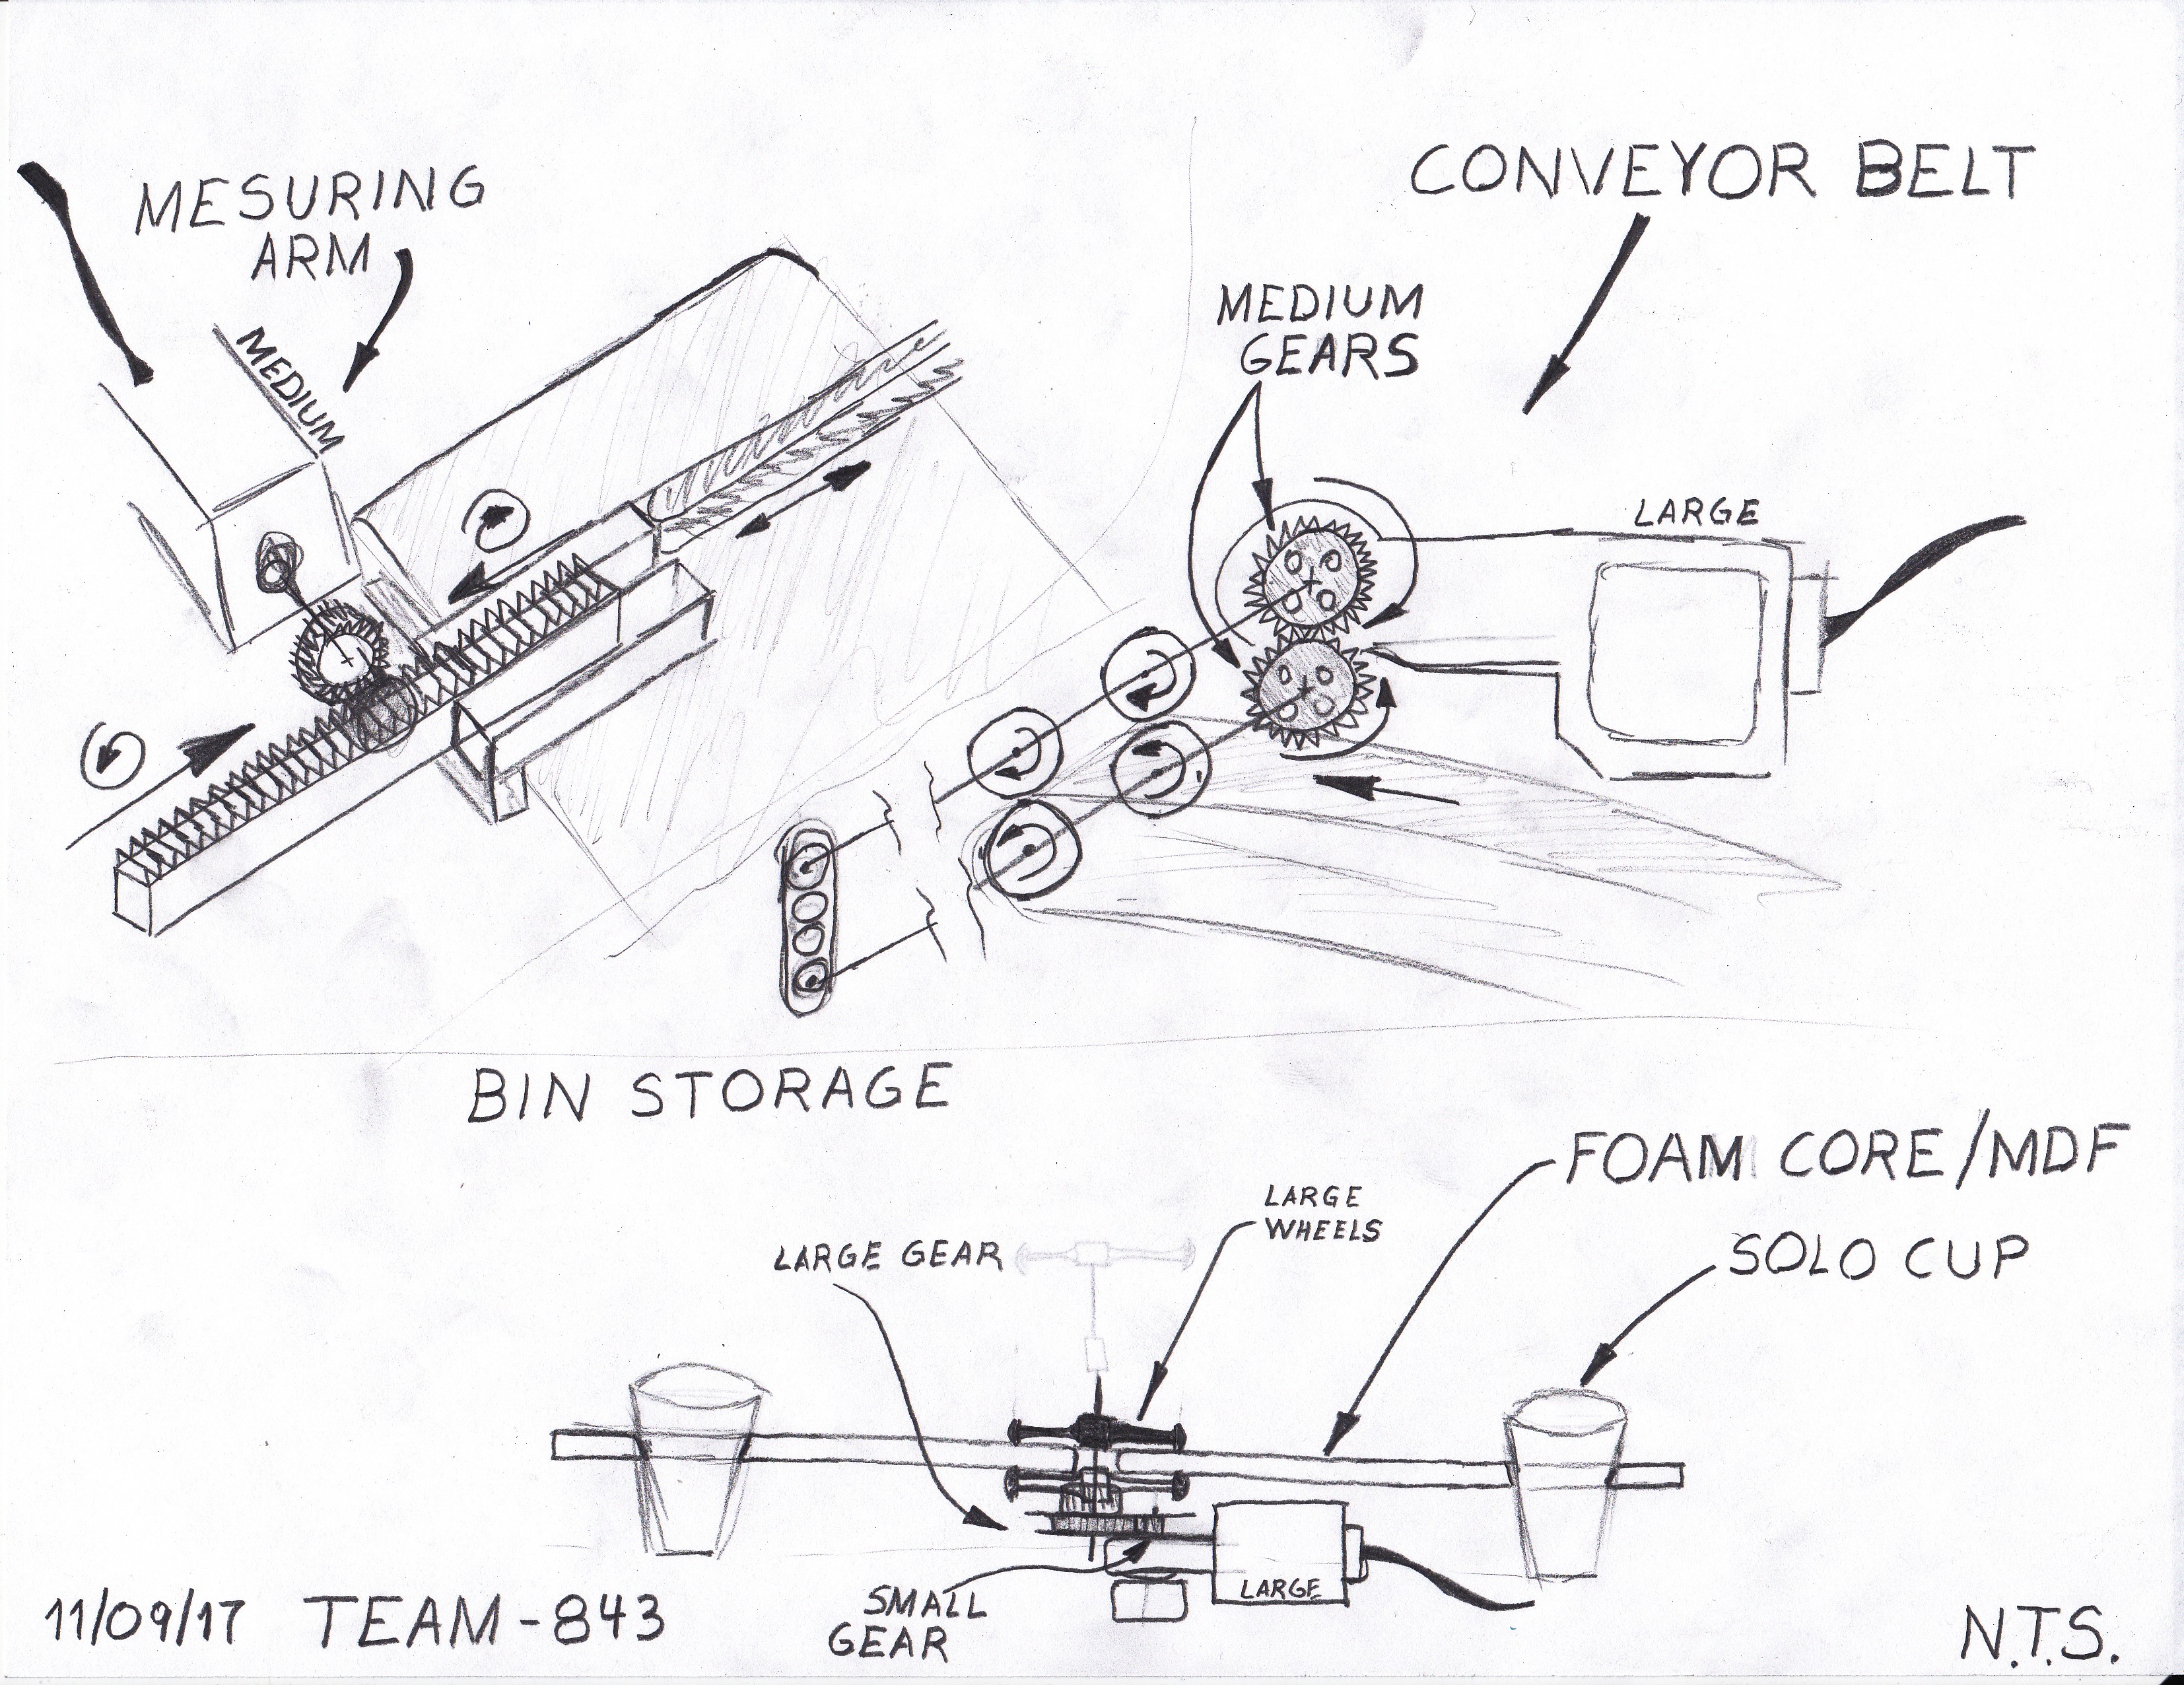 MESURING
ARM
MEDIUM
CONVEYOR BELT
MEDIUM
GEARS
LARGE
BIN STORAGE
FOAM CORE/MDF
LARGE
WHEELS
SOLO CUP
LARGE GEAR
LARGE
SMALL
GEAR
11/09/17 TEAM-843
N.T.S.